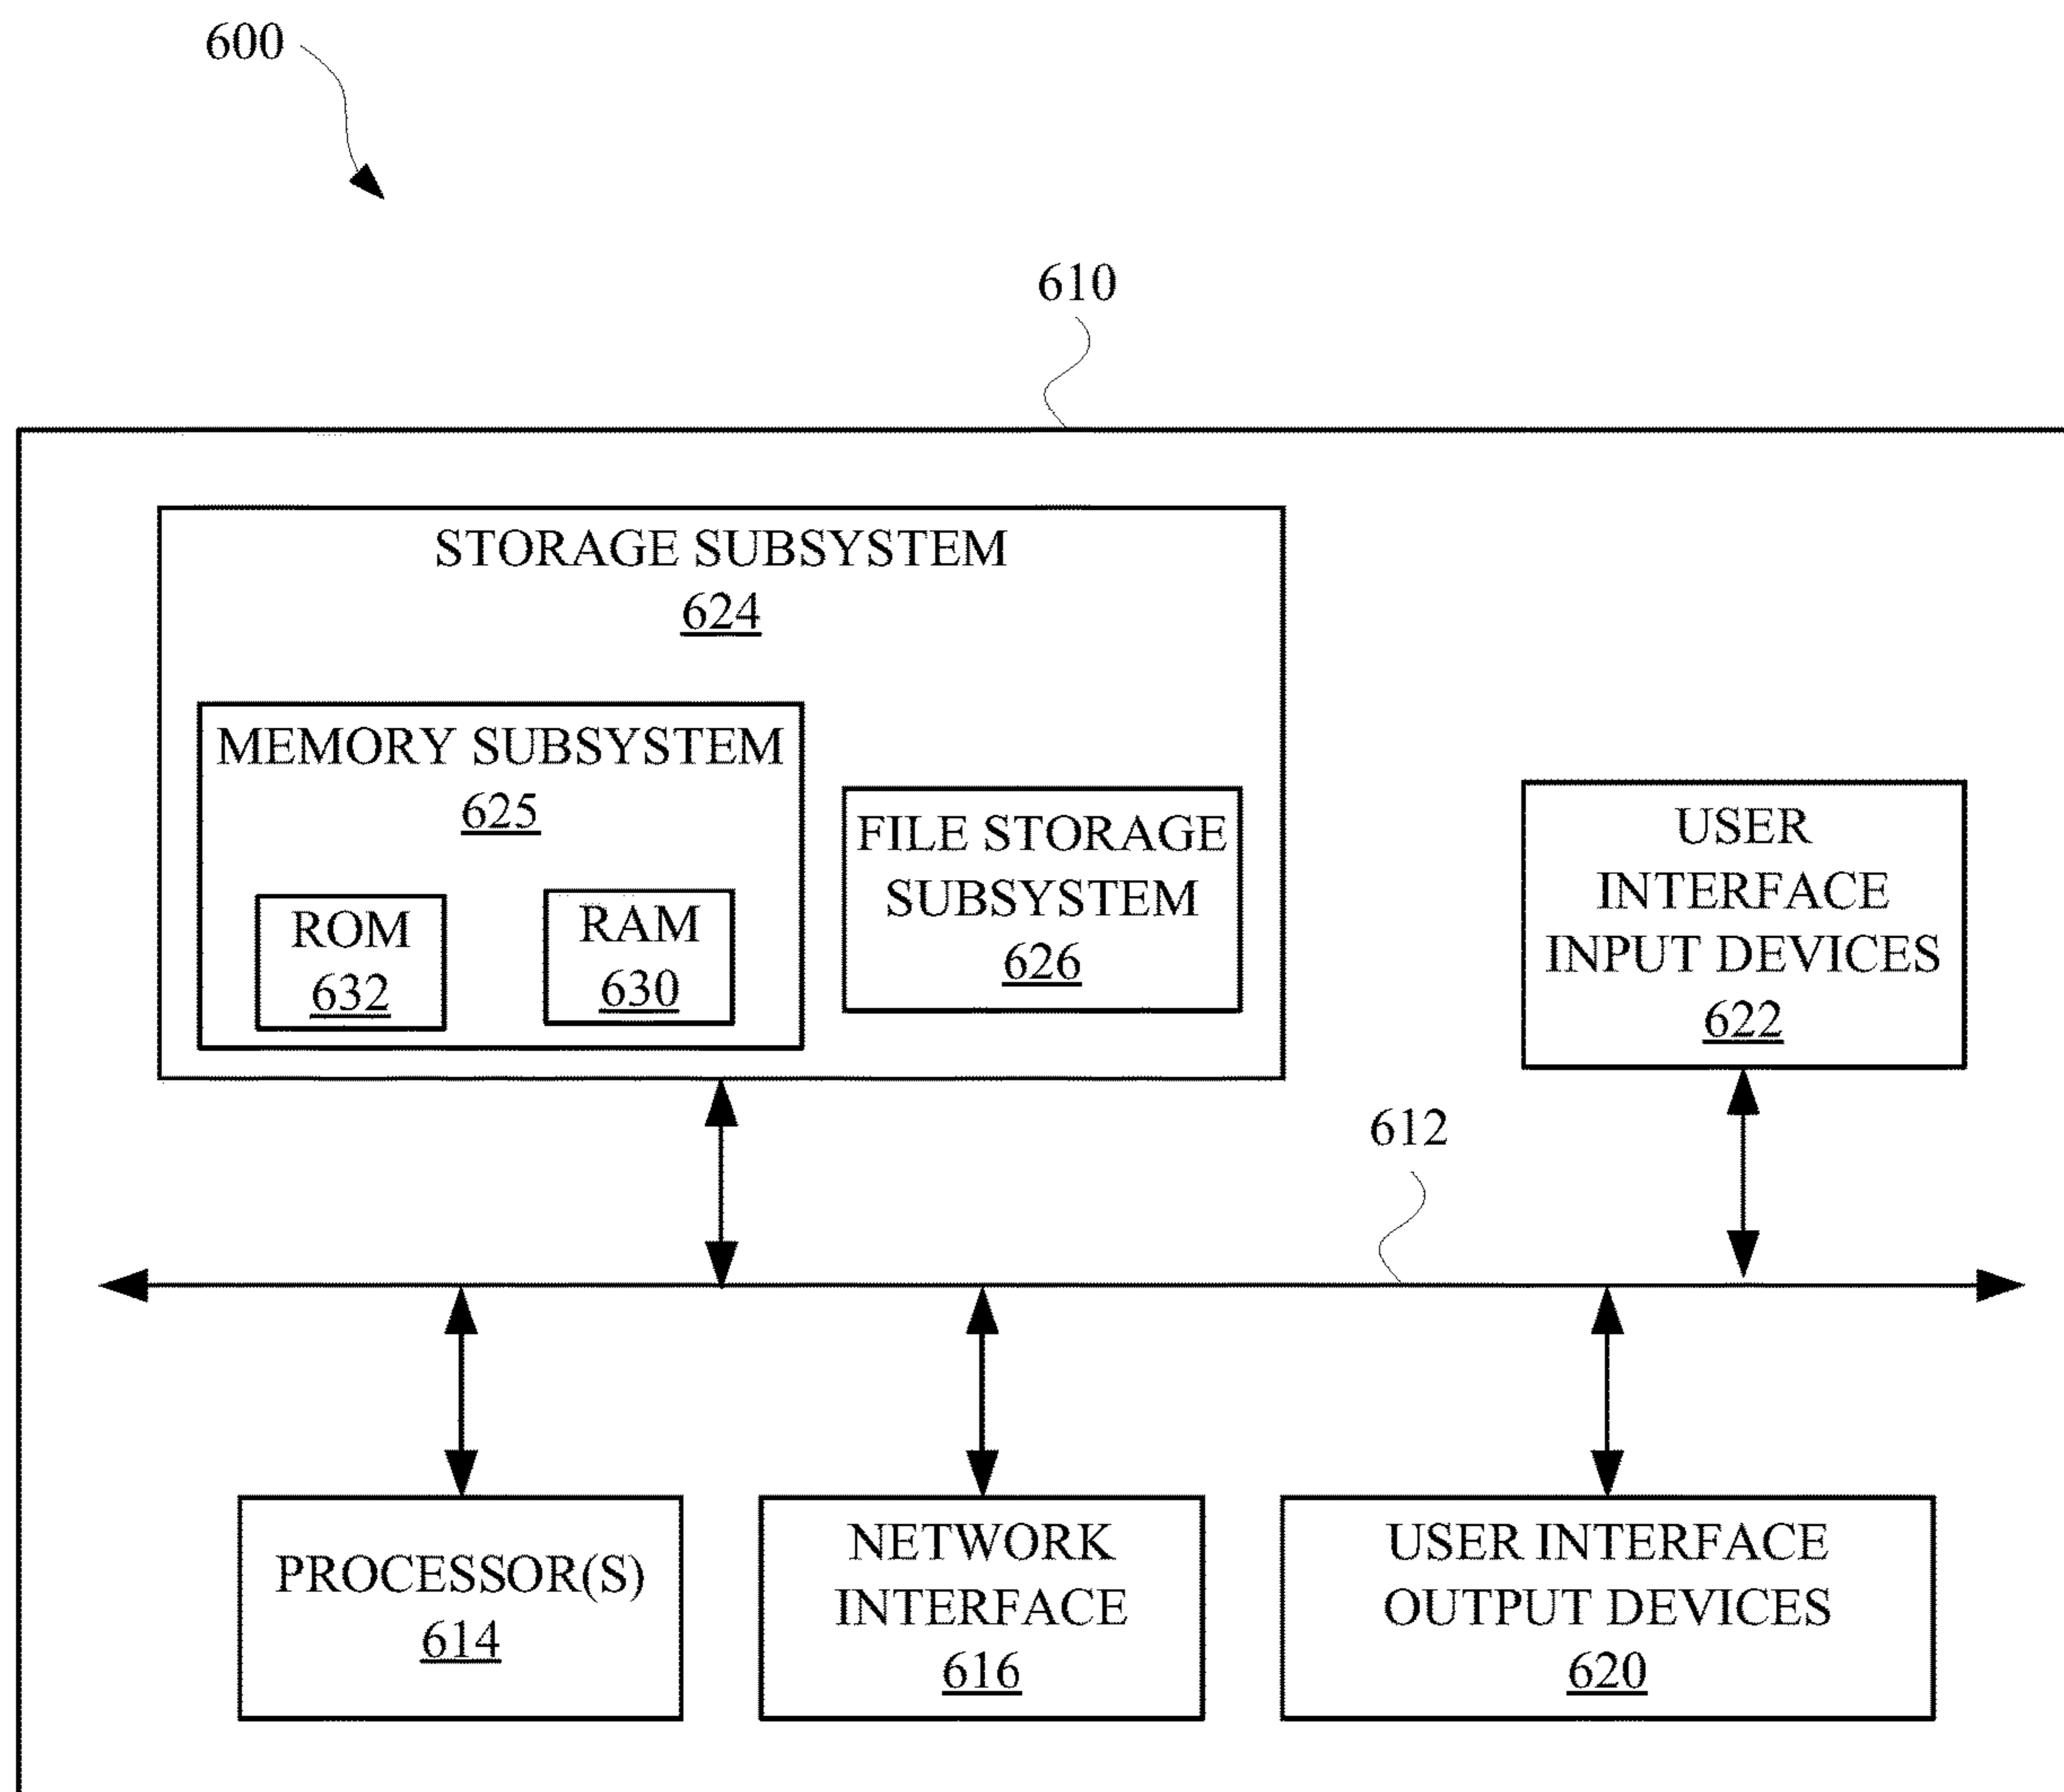 600
610
STORAGE SUBSYSTEM
624
MEMORY SUBSYSTEM
625
ROM
632
RAM
630
FILE STORAGE
SUBSYSTEM
626
USER
INTERFACE
INPUT DEVICES
622
612
PROCESSOR(S)
614
NETWORK
INTERFACE
616
USER INTERFACE
OUTPUT DEVICES
620